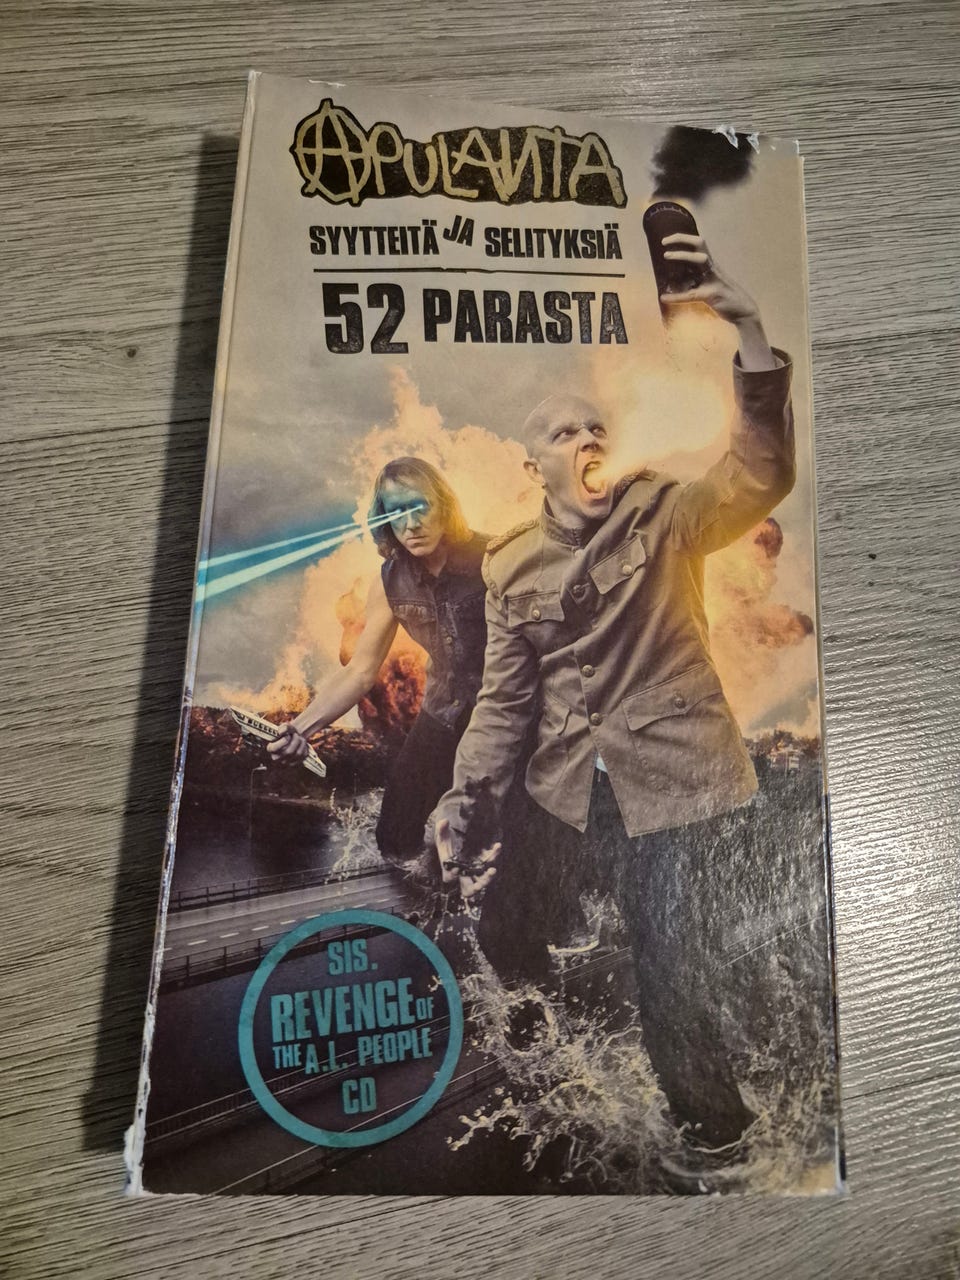 APULANTA
SYYTTEITÄ JA SELITYKSIÄ
52 PARASTA
SIS.
REVENGE OF
THE A.L. PEOPLE
CD